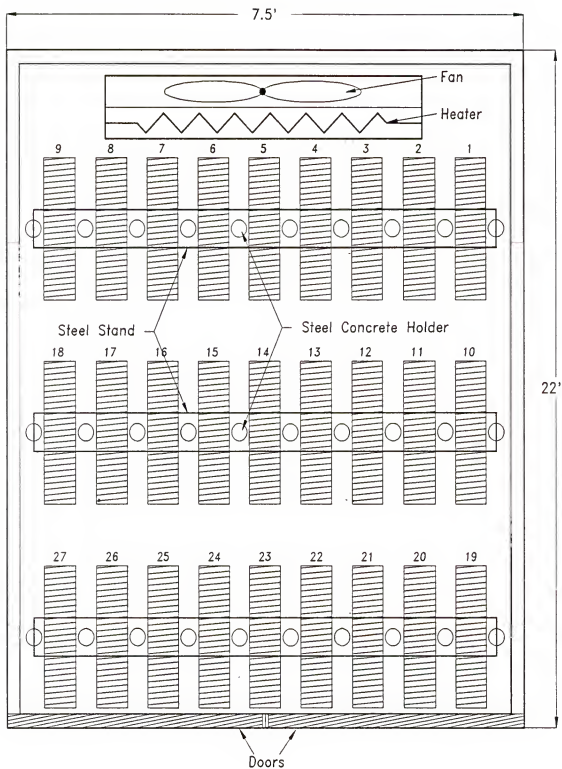 7.5'
Fan
Heater
9 8 7 6 5 4 3 2 1
Steel Stand
Steel Concrete Holder
18 17 16 15 14 13 12 11 10
22'
27 26 25 24 23 22 21 20 19
Doors